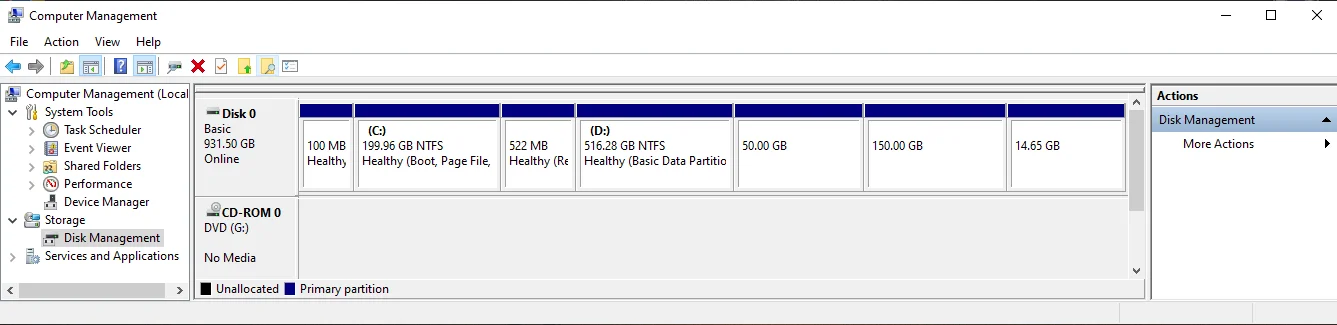 Computer Management
File Action View Help
Computer Management (Local
System Tools
Task Scheduler
Event Viewer
Shared Folders
Performance
Device Manager
Storage
Disk Management
Services and Applications
Disk 0
Basic
931.50 GB
Online
100 MB
Healthy
(C:)
199.96 GB NTFS
Healthy (Boot, Page File,
522 MB
Healthy (Re
(D:)
516.28 GB NTFS
Healthy (Basic Data Partitio
50.00 GB
150.00 GB
14.65 GB
CD-ROM 0
DVD (G:)
No Media
Unallocated Primary partition
Actions
Disk Management
More Actions